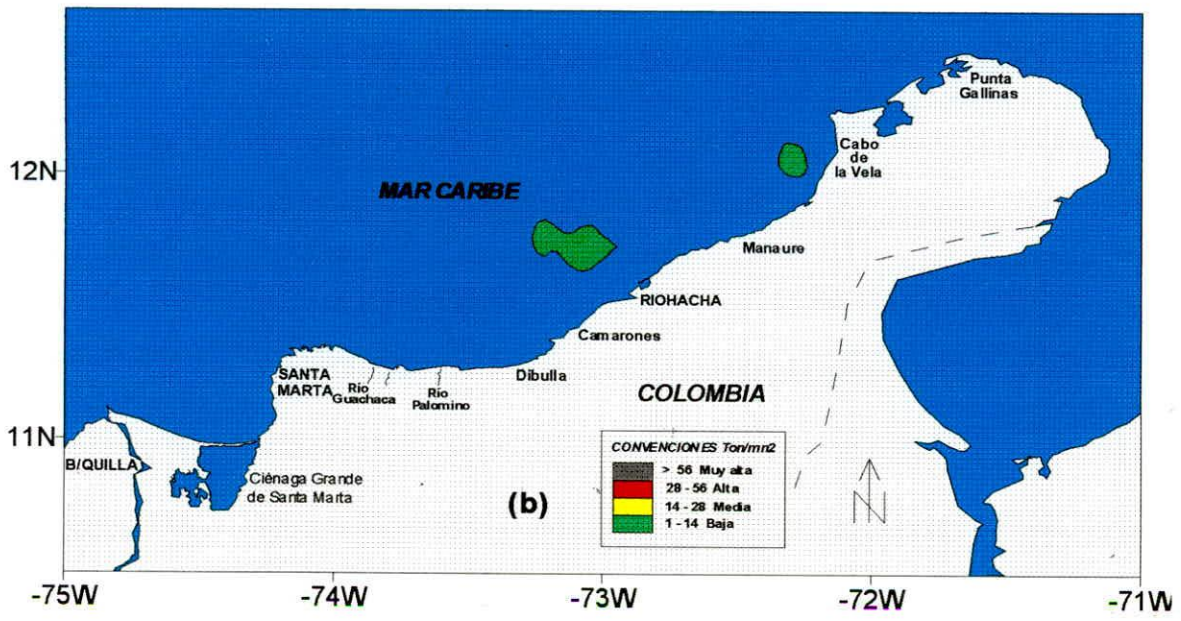 Punta
Gallinas
12N
Cabo
de
la Vela
MAR CARIBE
Manaure
RIOHACHA
Camarones
SANTA
MARTA
Río
Guachaca
Río
Palomino
Dibulla
COLOMBIA
11N
B/QUILLA
Ciénaga Grande
de Santa Marta
(b)
CONVENCIONES Ton/mn2
> 56 Muy alta
28 - 56 Alta
14 - 28 Media
1 - 14 Baja
N
-75W
-74W
-73W
-72W
-71W